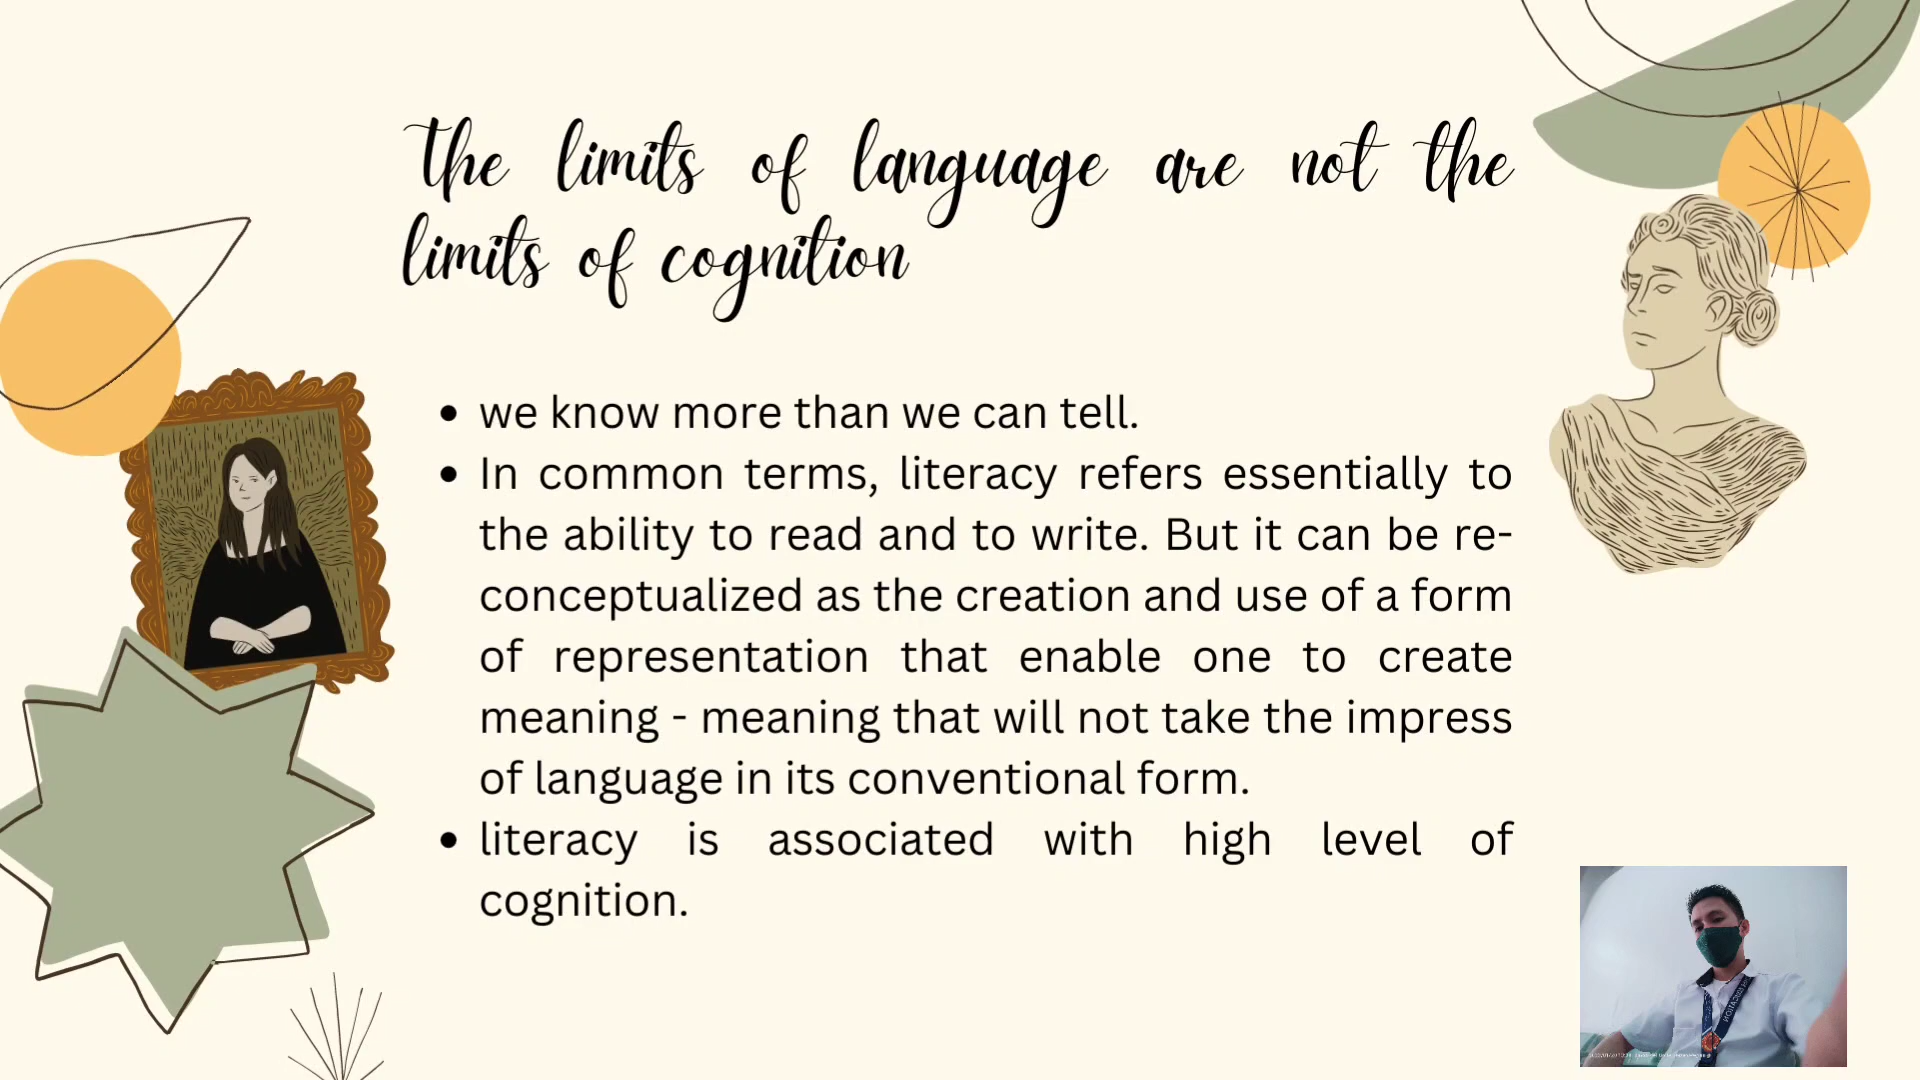 The limits of language are not the
limits of cognition
• we know more than we can tell.
• In common terms, literacy refers essentially to
the ability to read and to write. But it can be re-
conceptualized as the creation and use of a form
of representation that enable one to create
meaning - meaning that will not take the impress
of language in its conventional form.
• literacy is associated with high level of
cognition.